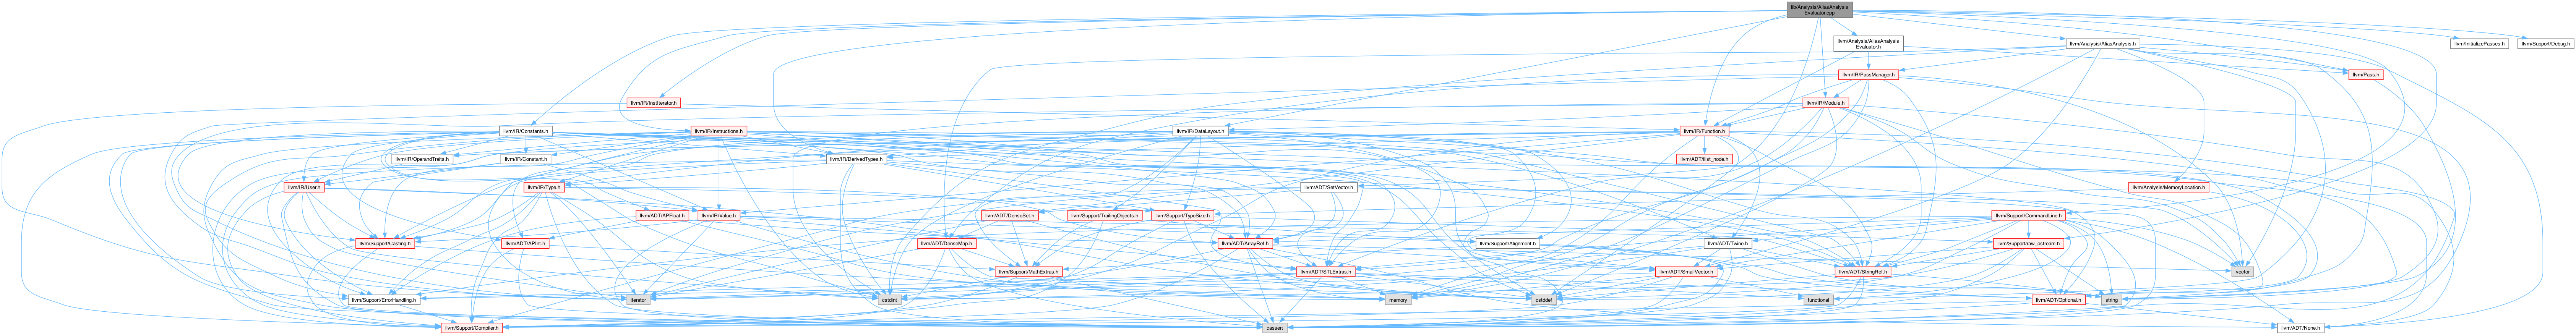 lib/Analysis/AliasAnalysis
Evaluator.cpp
llvm/Analysis/AliasAnalysis
Evaluator.h
llvm/Analysis/AliasAnalysis.h
llvm/InitializePasses.h
llvm/Support/Debug.h
llvm/IR/PassManager.h
llvm/Pass.h
llvm/IR/InstIterator.h
llvm/IR/Module.h
llvm/IR/Constants.h
llvm/IR/Instructions.h
llvm/IR/DataLayout.h
llvm/IR/Function.h
llvm/IR/OperandTraits.h
llvm/IR/Constant.h
llvm/IR/DerivedTypes.h
llvm/ADT/ilist_node.h
llvm/IR/User.h
llvm/IR/Type.h
llvm/ADT/SetVector.h
llvm/Analysis/MemoryLocation.h
llvm/ADT/APFloat.h
llvm/IR/Value.h
llvm/ADT/DenseSet.h
llvm/Support/TrailingObjects.h
llvm/Support/TypeSize.h
llvm/Support/CommandLine.h
llvm/Support/Casting.h
llvm/ADT/APInt.h
llvm/ADT/DenseMap.h
llvm/ADT/ArrayRef.h
llvm/Support/Alignment.h
llvm/ADT/Twine.h
llvm/Support/raw_ostream.h
llvm/Support/MathExtras.h
llvm/ADT/STLExtras.h
llvm/ADT/SmallVector.h
llvm/ADT/StringRef.h
vector
llvm/Support/ErrorHandling.h
iterator
cstdint
memory
cstddef
functional
llvm/ADT/Optional.h
string
llvm/Support/Compiler.h
cassert
llvm/ADT/None.h